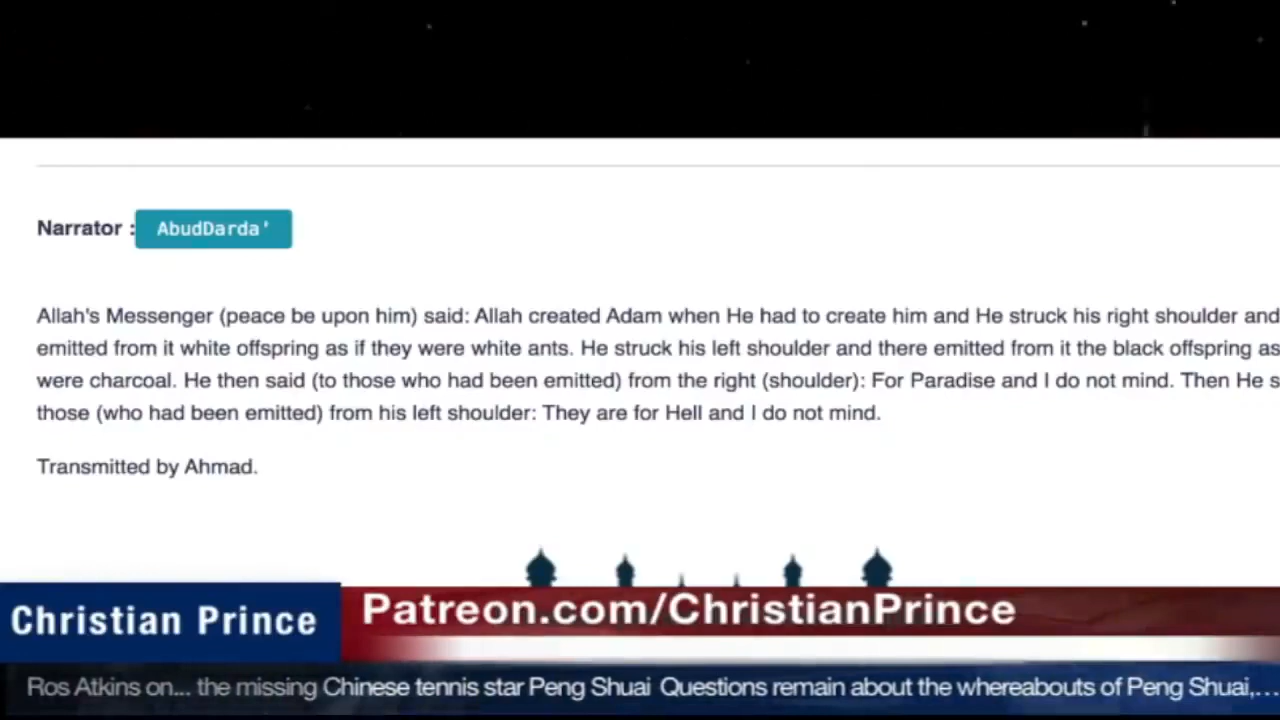 Narrator : AbudDarda'
Allah's Messenger (peace be upon him) said: Allah created Adam when He had to create him and He struck his right shoulder and
emitted from it white offspring as if they were white ants. He struck his left shoulder and there emitted from it the black offspring as
were charcoal. He then said (to those who had been emitted) from the right (shoulder): For Paradise and I do not mind. Then He s
those (who had been emitted) from his left shoulder: They are for Hell and I do not mind.
Transmitted by Ahmad.
Christian Prince
Patreon.com/ChristianPrince
Ros Atkins on... the missing Chinese tennis star Peng Shuai Questions remain about the whereabouts of Peng Shuai,...